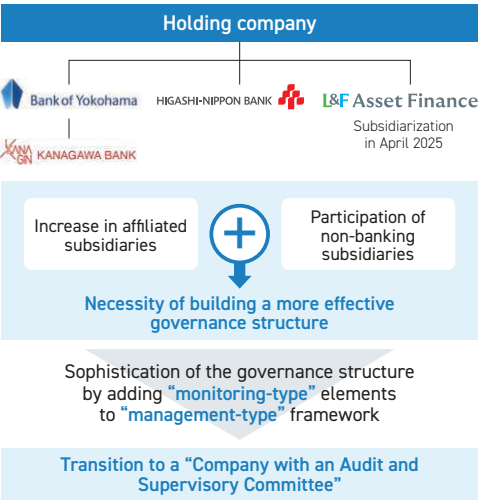 Holding company
Bank of Yokohama
HIGASHI-NIPPON BANK
L&F Asset Finance
Subsidiarization
in April 2025
KANAGIN KANAGAWA BANK
Increase in affiliated
subsidiaries
Participation of
non-banking
subsidiaries
Necessity of building a more effective
governance structure
Sophistication of the governance structure
by adding “monitoring-type” elements
to “management-type” framework
Transition to a “Company with an Audit and
Supervisory Committee”